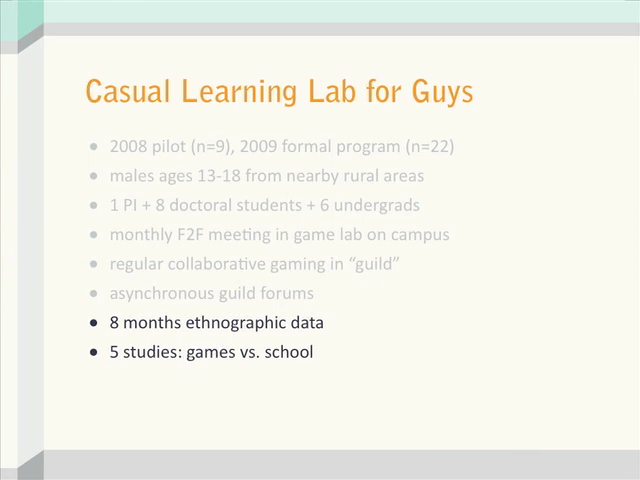 Casual Learning Lab for Guys
• 2008 pilot (n=9), 2009 formal program (n=22)
• males ages 13-18 from nearby rural areas
• 1 PI + 8 doctoral students + 6 undergrads
• monthly F2F meeting in game lab on campus
• regular collaborative gaming in “guild”
• asynchronous guild forums
• 8 months ethnographic data
• 5 studies: games vs. school